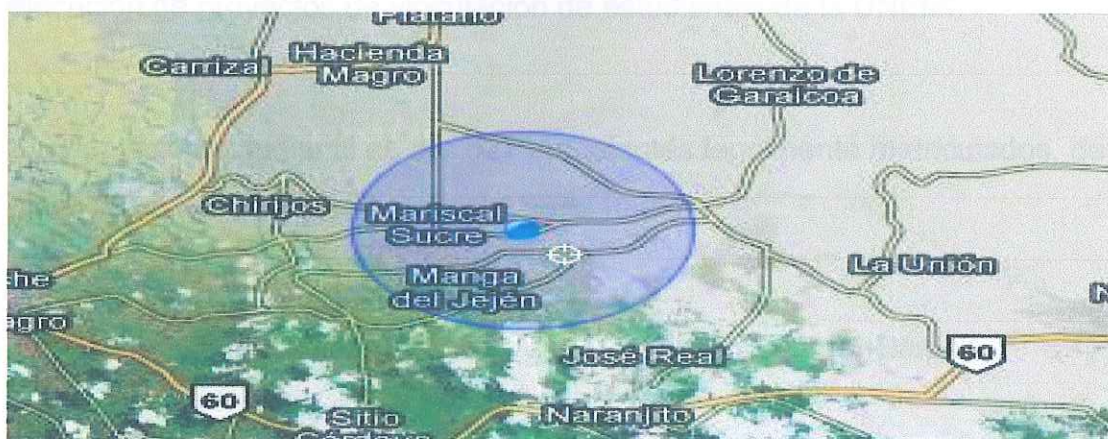 Carrizal
Hacienda
Magro
Lorenzo de
Garaicoa
Chirijos
Mariscal
Sucre
Manga
del Jején
La Unión
José Real
60
60
Naranjito
Sitio